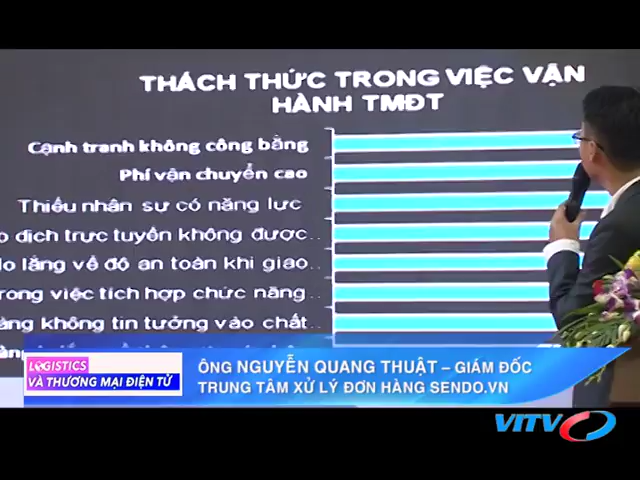 THÁCH THỨC TRONG VIỆC VẬN
HÀNH TMĐT
Cạnh tranh không công bằng
Phí vận chuyển cao
Thiếu nhân sự có năng lực
dịch trực tuyến không được...
lo lắng về độ an toàn khi giao...
trong việc tích hợp chức năng...
không tin tưởng vào chất...
LOGISTICS
VÀ THƯƠNG MẠI ĐIỆN TỬ
ÔNG NGUYỄN QUANG THUẬT – GIÁM ĐỐC
TRUNG TÂM XỬ LÝ ĐƠN HÀNG SENDO.VN
VITV